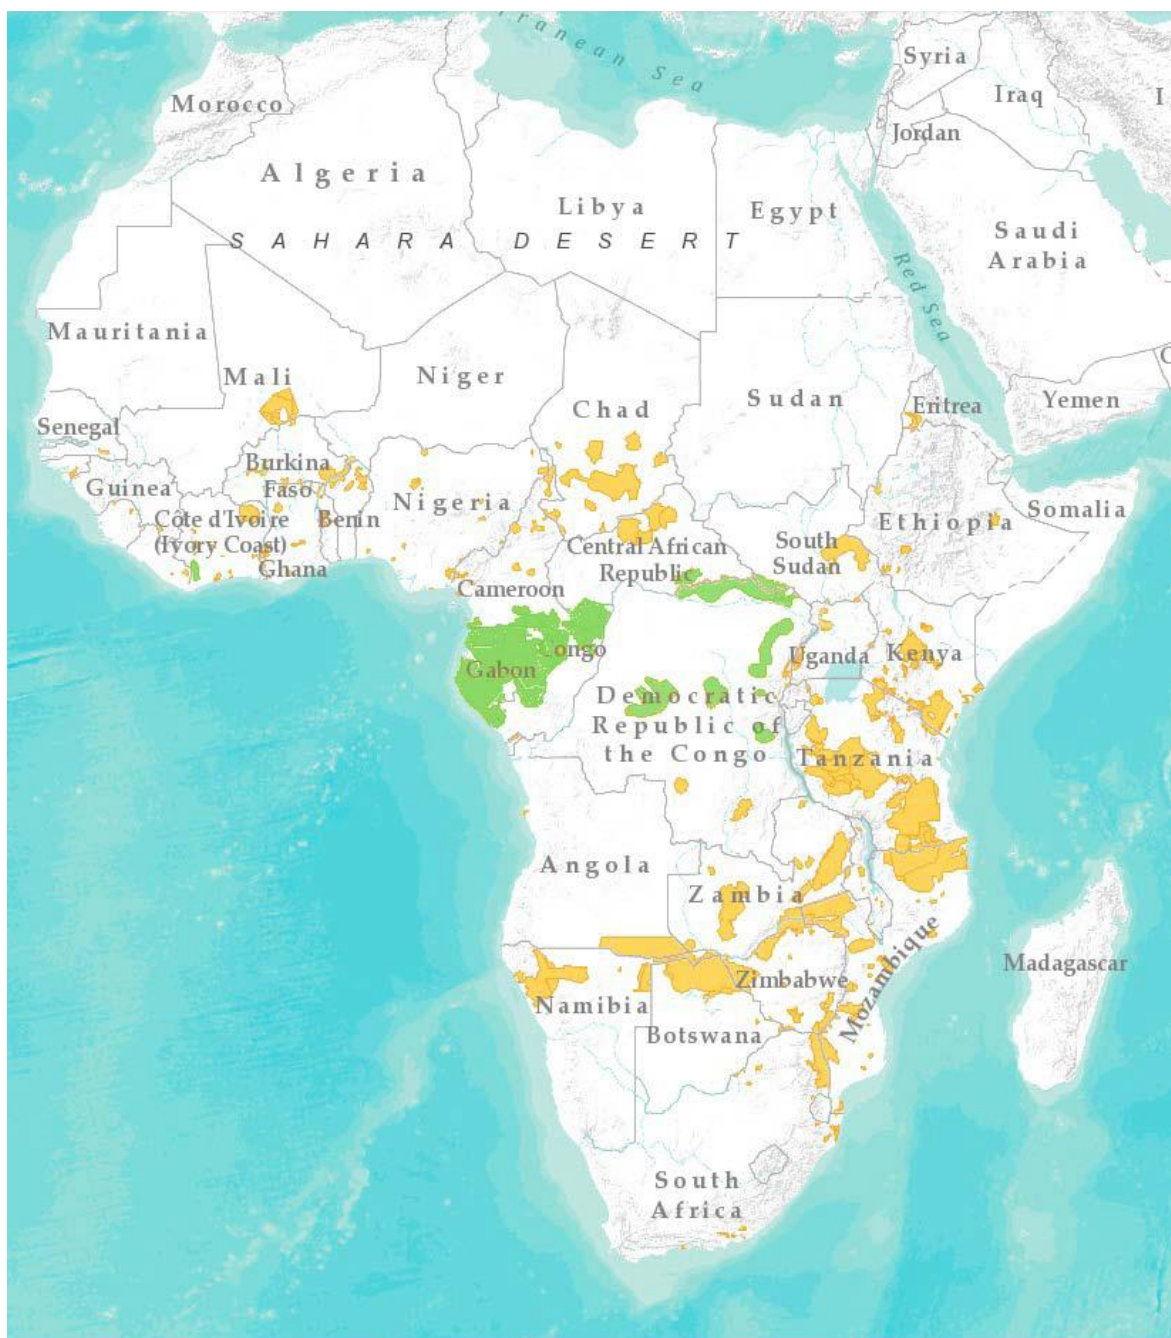 rranean Sea
Syria
Iraq
I
Morocco
Jordan
Algeria
Libya
Egypt
Saudi
Arabia
SAHARA DESERT
Red Sea
Mauritania
Mali
Niger
Chad
Sudan
Eritrea
Yemen
Senegal
Burkina
Faso
Guinea
Nigeria
Côte d'Ivoire
(Ivory Coast)
Benin
Ghana
Ethiopia
Somalia
Central African
Republic
South
Sudan
Cameroon
Congo
Gabon
Uganda
Kenya
Democratic
Republic of
the Congo
Tanzania
Angola
Zambia
Mozambique
Madagascar
Zimbabwe
Namibia
Botswana
South
Africa